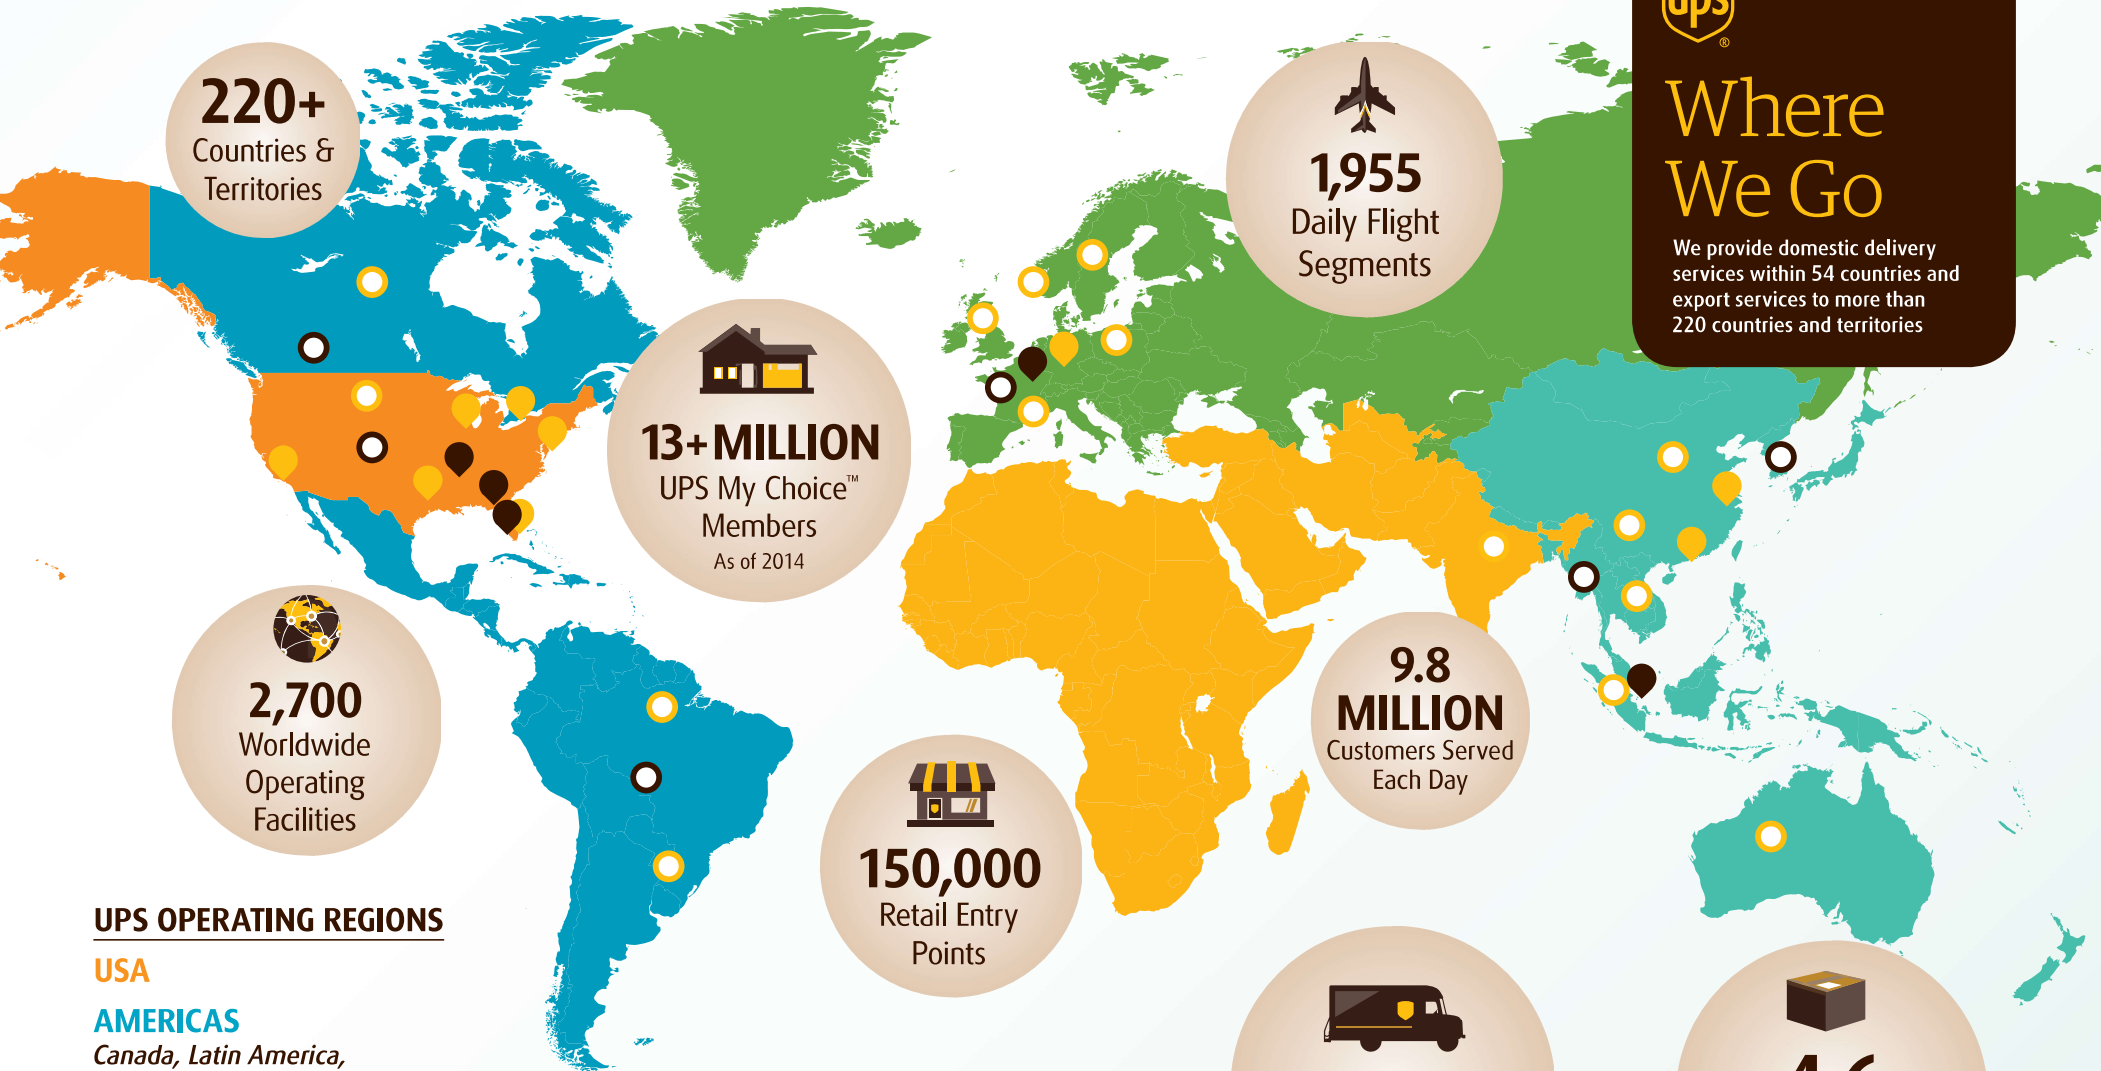 ups
®
Where
We Go
We provide domestic delivery
services within 54 countries and
export services to more than
220 countries and territories
220+
Countries &
Territories
1,955
Daily Flight
Segments
13+ MILLION
UPS My Choice™
Members
As of 2014
2,700
Worldwide
Operating
Facilities
9.8
MILLION
Customers Served
Each Day
150,000
Retail Entry
Points
UPS OPERATING REGIONS
USA
AMERICAS
Canada, Latin America,